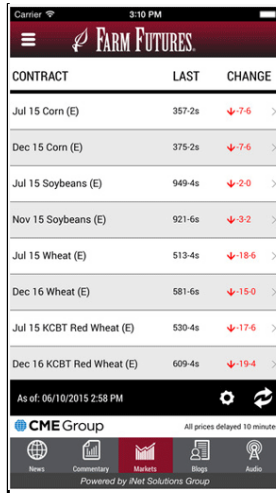 Carrier 3:10 PM
FARM FUTURES.
CONTRACT LAST CHANGE
Jul 15 Corn (E) 357-2s -7-6
Dec 15 Corn (E) 375-2s -7-6
Jul 15 Soybeans (E) 949-4s -2-0
Nov 15 Soybeans (E) 921-6s -3-2
Jul 15 Wheat (E) 513-4s -18-6
Dec 16 Wheat (E) 581-6s -15-0
Jul 15 KCBT Red Wheat (E) 530-4s -17-6
Dec 16 KCBT Red Wheat (E) 609-4s -19-4
As of: 06/10/2015 2:58 PM
CME Group All prices delayed 10 minute
News Commentary Markets Blogs Audio
Powered by iNet Solutions Group